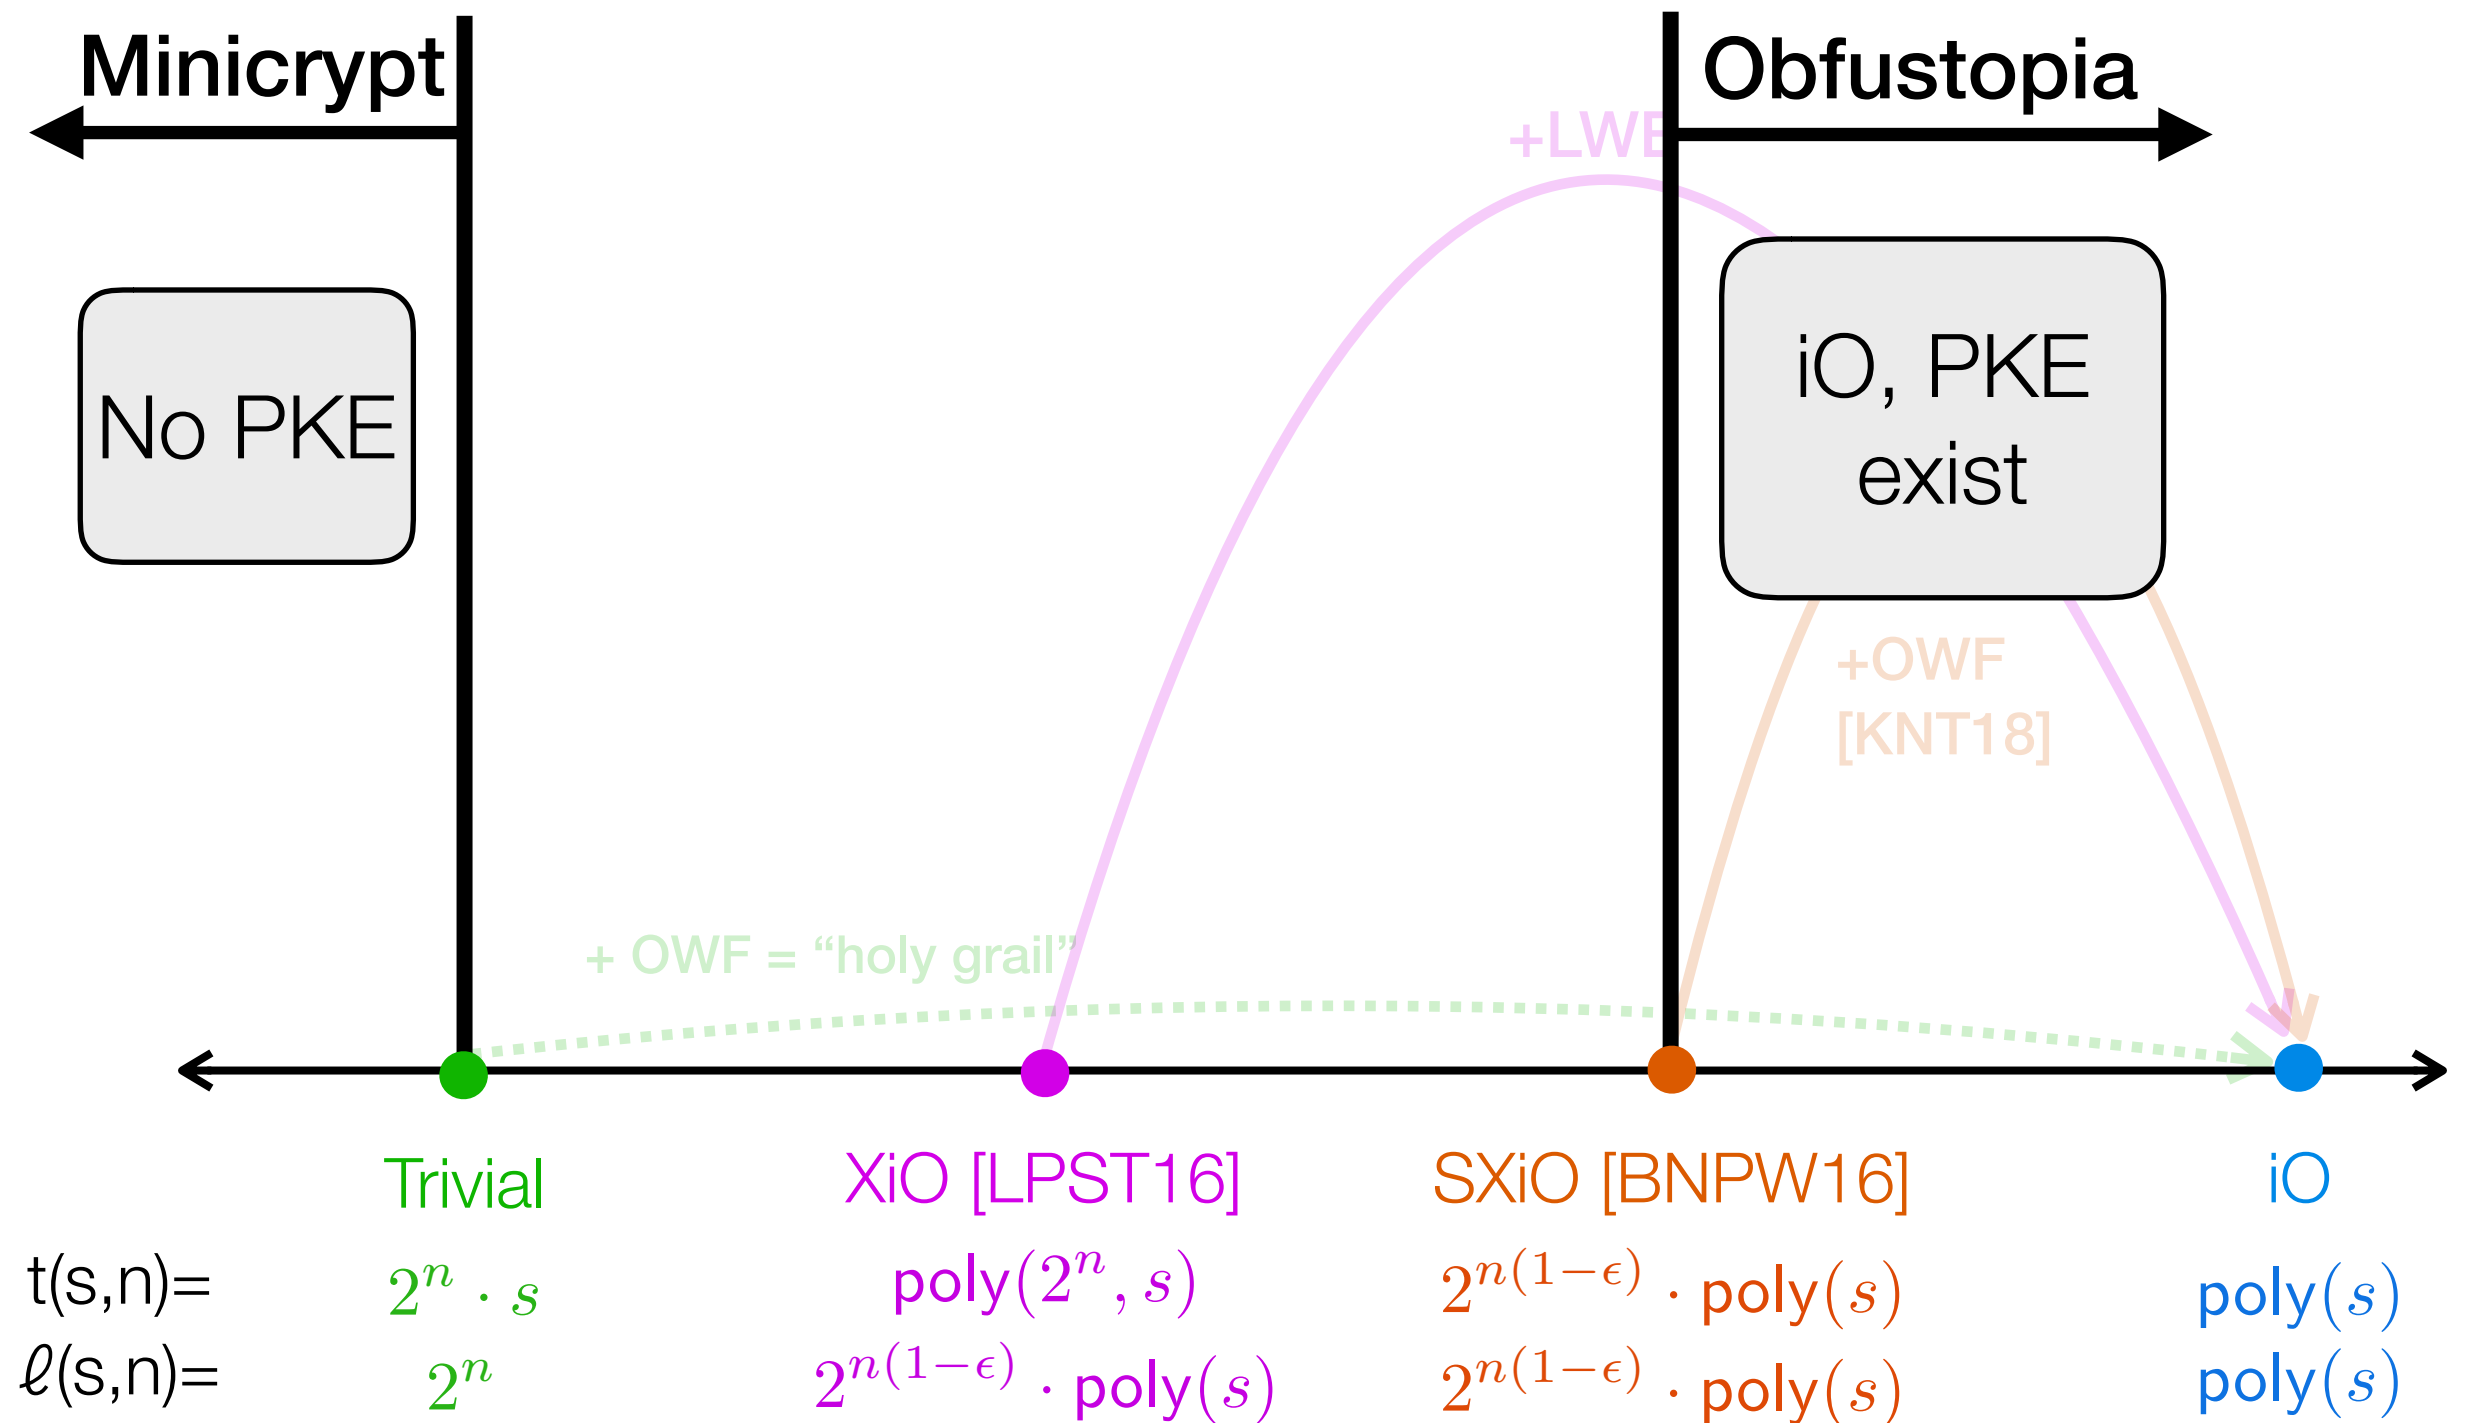 Minicrypt
Obfustopia
+LWE
No PKE
iO, PKE
exist
+OWF
[KNT18]
+ OWF = “holy grail”
Trivial
XiO [LPST16]
SXiO [BNPW16]
iO
t(s,n)= 2^n · s poly(2^n, s) 2^{n(1−ϵ)} · poly(s) poly(s)
ℓ(s,n)= 2^n 2^{n(1−ϵ)} · poly(s) 2^{n(1−ϵ)} · poly(s) poly(s)